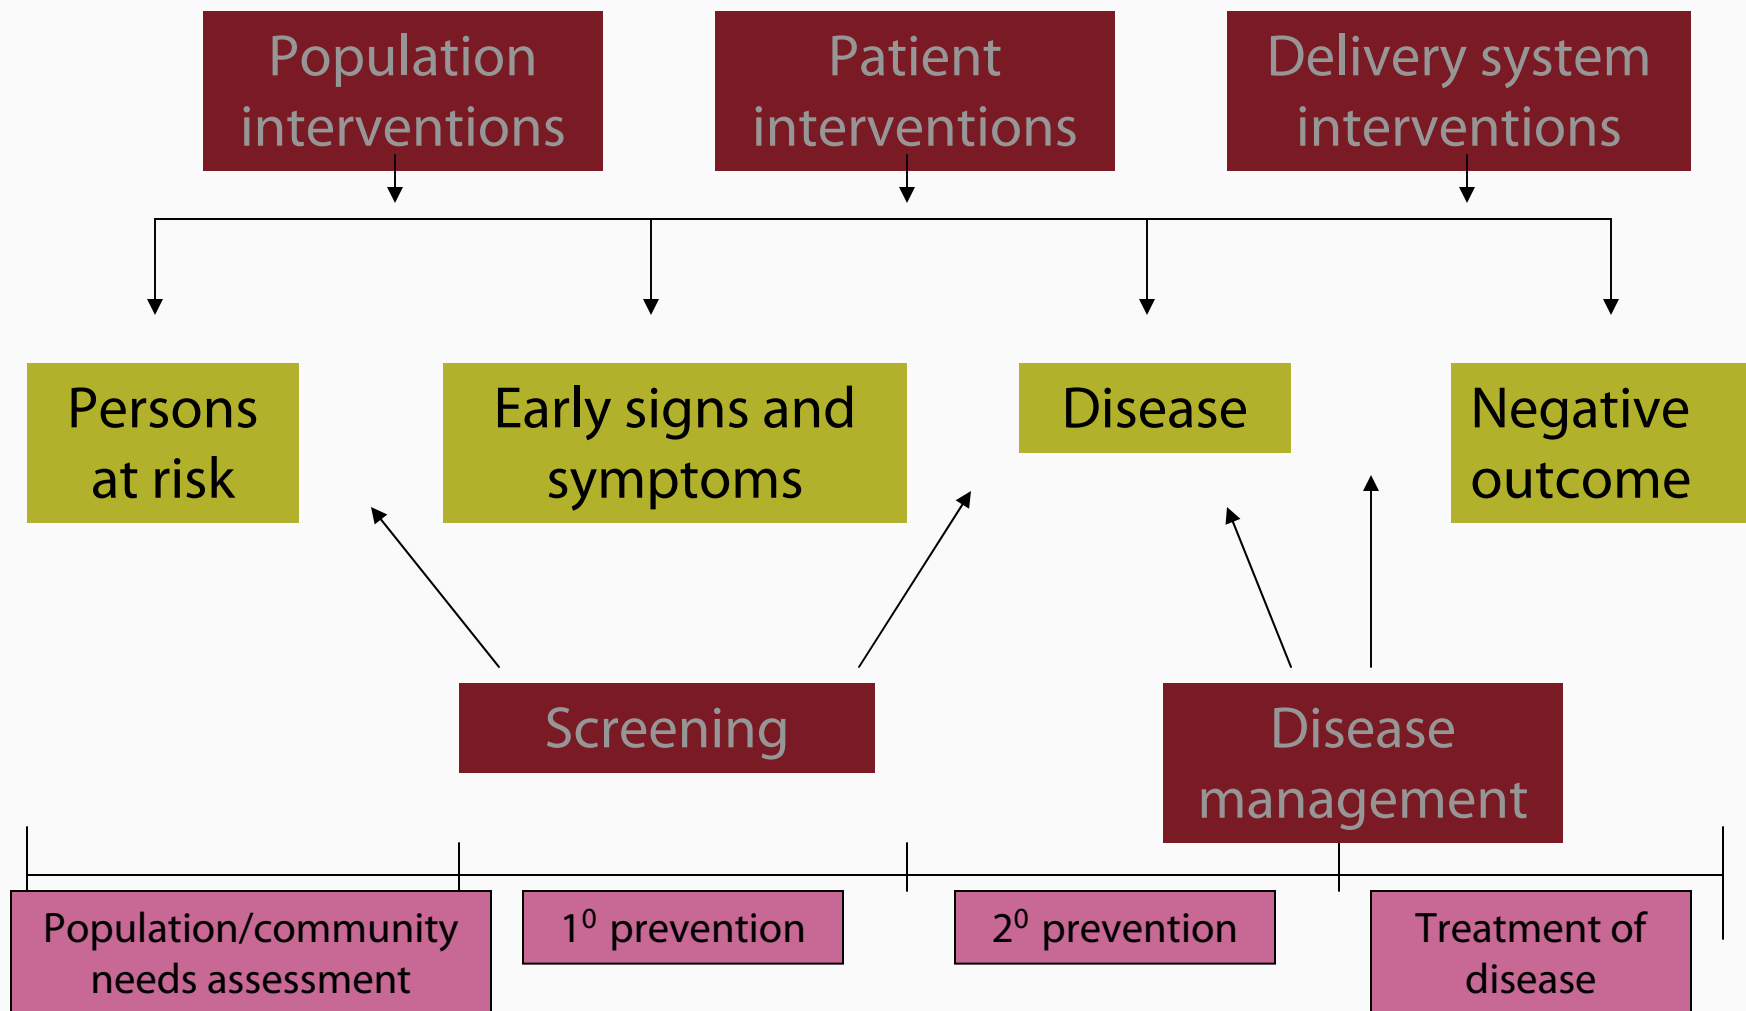 Population
interventions
Patient
interventions
Delivery system
interventions
Persons
at risk
Early signs and
symptoms
Disease
Negative
outcome
Screening
Disease
management
Population/community
needs assessment
1⁰ prevention
2⁰ prevention
Treatment of
disease